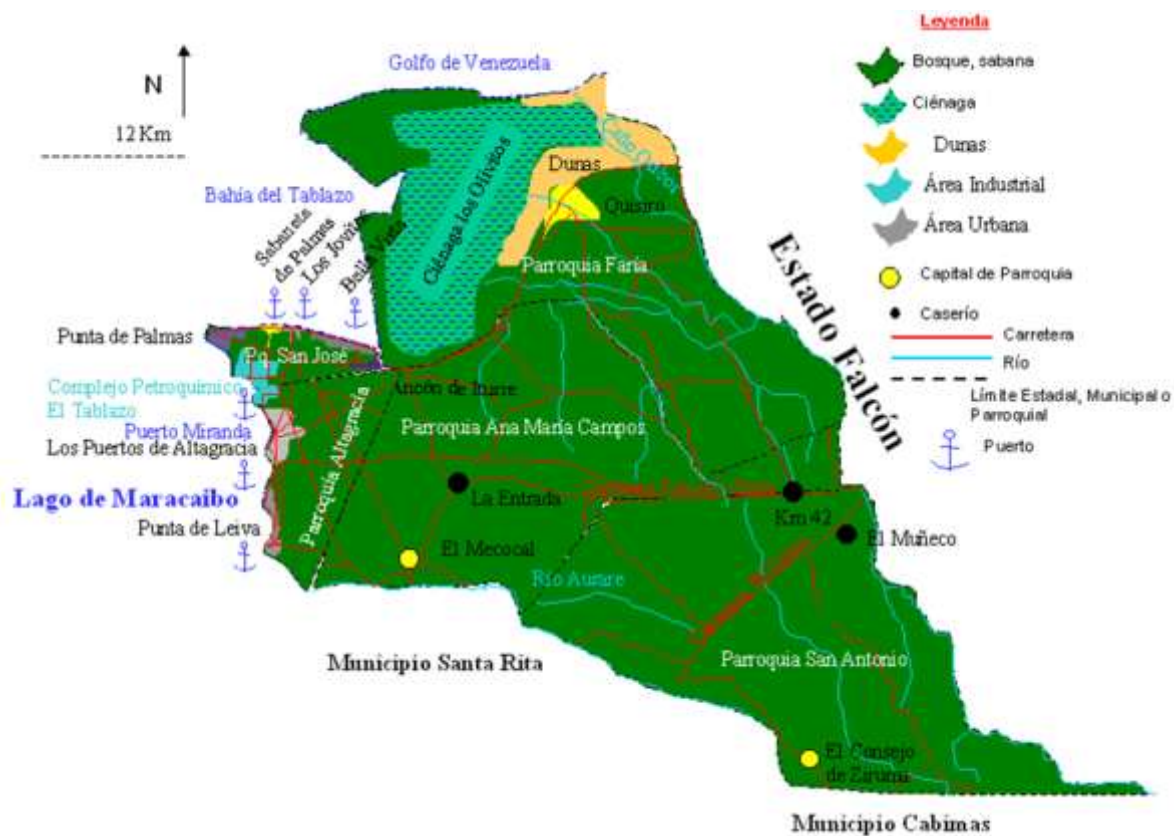 Leyenda
Bosque, sabana
Ciénaga
Dunas
Área Industrial
Área Urbana
Capital de Parroquia
Caserío
Carretera
Río
Límite Estadal, Municipal o
Parroquial
Puerto
N
12 Km
Golfo de Venezuela
Bahía del Tablazo
Sabaneta
de Palmas
Los Jovitos
Bella Vista
Ciénaga los Olivitos
Dunas
Quisiro
Parroquia Faría
Estado Falcón
Punta de Palmas
Pq. San José
Complejo Petroquímico
El Tablazo
Ancón de Iturre
Puerto Miranda
Los Puertos de Altagracia
Parroquia Altagracia
Parroquia Ana María Campos
Lago de Maracaibo
La Entrada
Km 42
Punta de Leiva
El Mecocal
El Muñeco
Río Aurare
Municipio Santa Rita
Parroquia San Antonio
El Consejo
de Ziruma
Municipio Cabimas